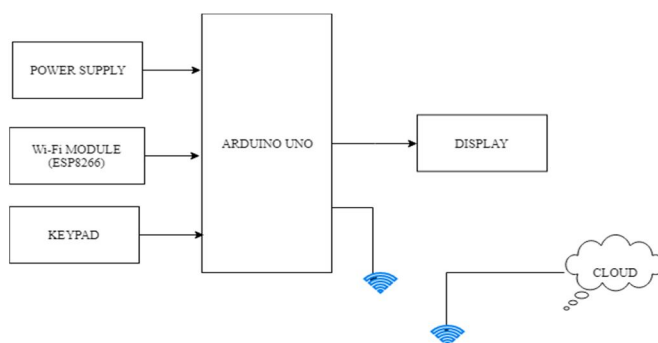 POWER SUPPLY
Wi-Fi MODULE
(ESP8266)
KEYPAD
ARDUINO UNO
DISPLAY
CLOUD